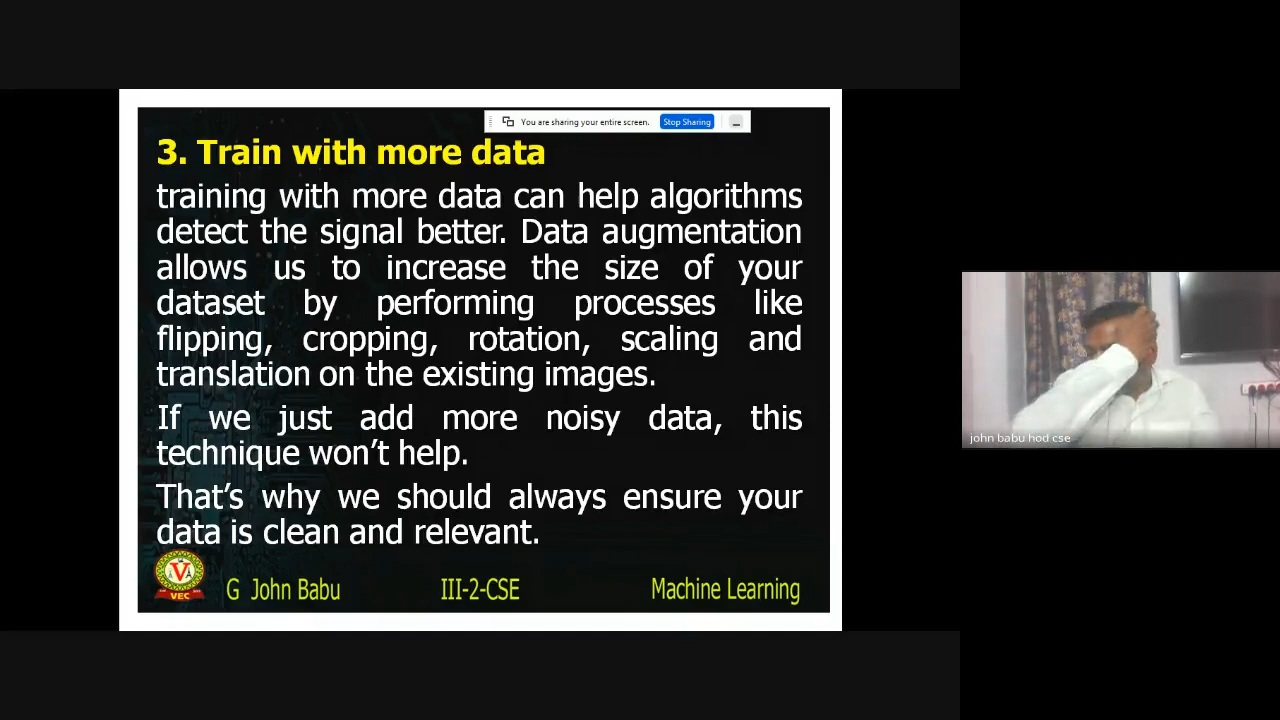 You are sharing your entire screen.
Stop Sharing
3. Train with more data
training with more data can help algorithms
detect the signal better. Data augmentation
allows us to increase the size of your
dataset by performing processes like
flipping, cropping, rotation, scaling and
translation on the existing images.
If we just add more noisy data, this
technique won’t help.
That’s why we should always ensure your
data is clean and relevant.
V
VEC
G John Babu
III-2-CSE
Machine Learning
john babu hod cse